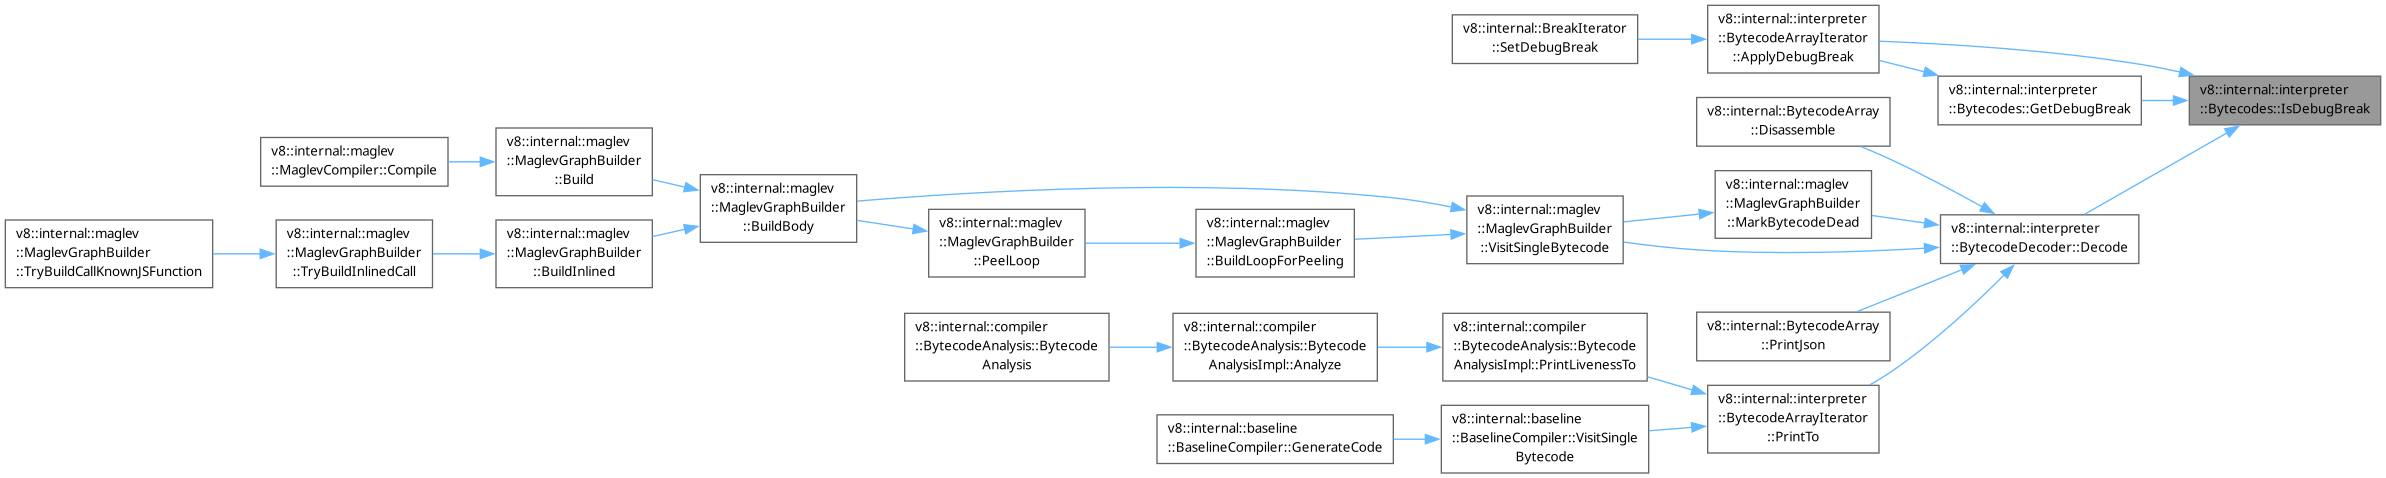 v8::internal::BreakIterator
::SetDebugBreak
v8::internal::interpreter
::BytecodeArrayIterator
::ApplyDebugBreak
v8::internal::interpreter
::Bytecodes::GetDebugBreak
v8::internal::interpreter
::Bytecodes::IsDebugBreak
v8::internal::BytecodeArray
::Disassemble
v8::internal::maglev
::MaglevCompiler::Compile
v8::internal::maglev
::MaglevGraphBuilder
::Build
v8::internal::maglev
::MaglevGraphBuilder
::BuildBody
v8::internal::maglev
::MaglevGraphBuilder
::MarkBytecodeDead
v8::internal::maglev
::MaglevGraphBuilder
::TryBuildCallKnownJSFunction
v8::internal::maglev
::MaglevGraphBuilder
::TryBuildInlinedCall
v8::internal::maglev
::MaglevGraphBuilder
::BuildInlined
v8::internal::maglev
::MaglevGraphBuilder
::PeelLoop
v8::internal::maglev
::MaglevGraphBuilder
::BuildLoopForPeeling
v8::internal::maglev
::MaglevGraphBuilder
::VisitSingleBytecode
v8::internal::interpreter
::BytecodeDecoder::Decode
v8::internal::BytecodeArray
::PrintJson
v8::internal::compiler
::BytecodeAnalysis::Bytecode
Analysis
v8::internal::compiler
::BytecodeAnalysis::Bytecode
AnalysisImpl::Analyze
v8::internal::compiler
::BytecodeAnalysis::Bytecode
AnalysisImpl::PrintLivenessTo
v8::internal::interpreter
::BytecodeArrayIterator
::PrintTo
v8::internal::baseline
::BaselineCompiler::GenerateCode
v8::internal::baseline
::BaselineCompiler::VisitSingle
Bytecode